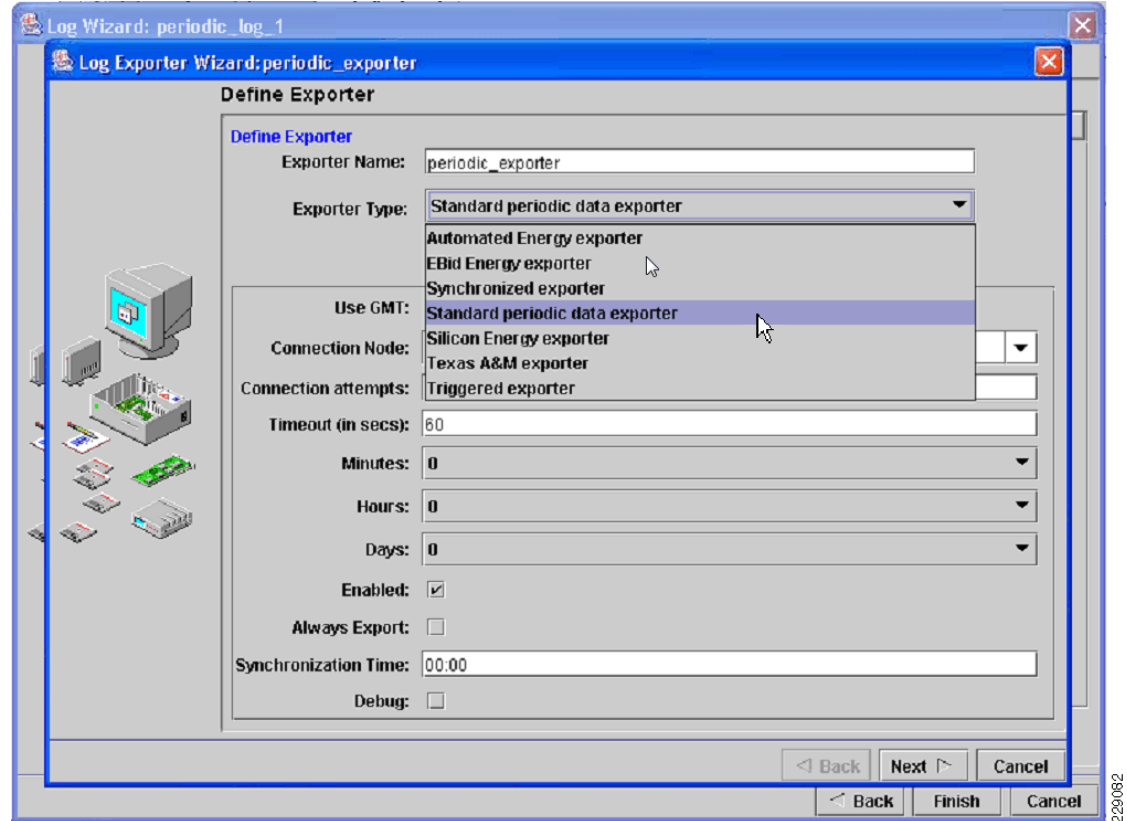 Log Wizard: periodic_log_1
Log Exporter Wizard:periodic_exporter
Define Exporter
Define Exporter
Exporter Name: periodic_exporter
Exporter Type: Standard periodic data exporter
Automated Energy exporter
EBid Energy exporter
Synchronized exporter
Use GMT: Standard periodic data exporter
Connection Node: Silicon Energy exporter
Texas A&M exporter
Connection attempts: Triggered exporter
Timeout (in secs): 60
Minutes: 0
Hours: 0
Days: 0
Enabled:
Always Export:
Synchronization Time: 00:00
Debug:
Back Next Cancel
Back Finish Cancel
229082